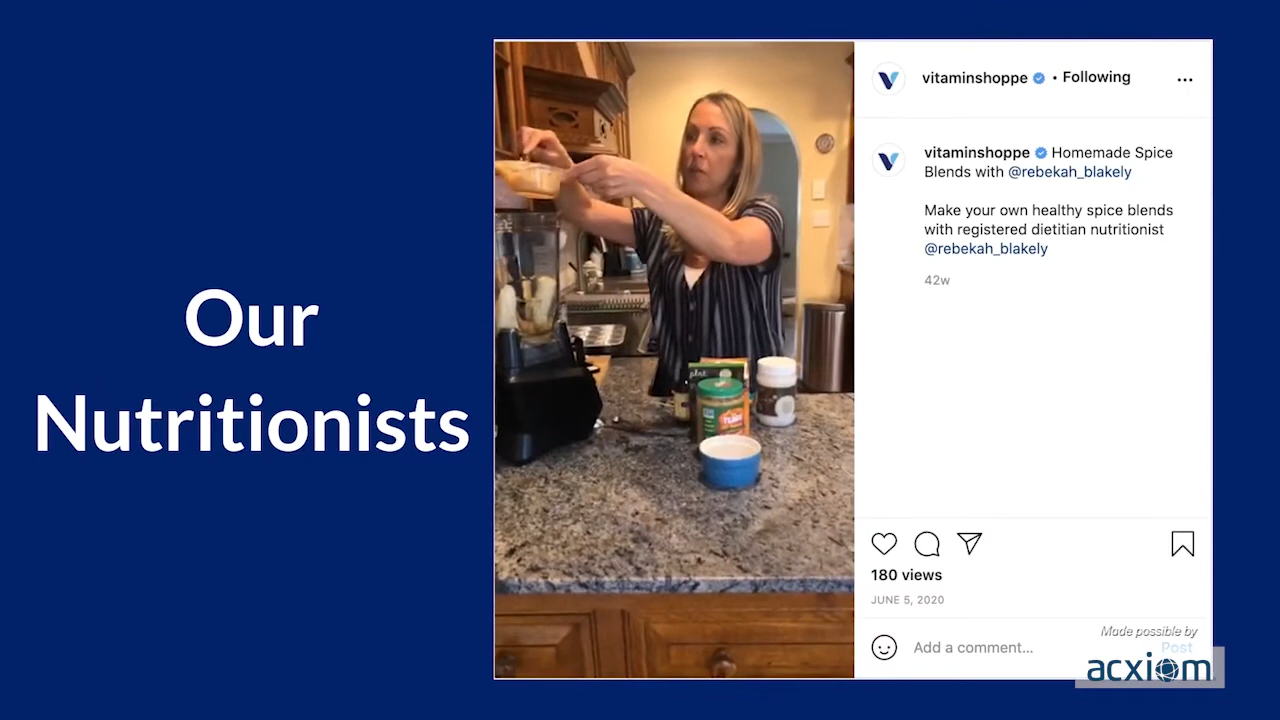 Our
Nutritionists
vitaminshoppe • Following
vitaminshoppe Homemade Spice
Blends with @rebekah_blakely
Make your own healthy spice blends
with registered dietitian nutritionist
@rebekah_blakely
42w
180 views
JUNE 5, 2020
Add a comment...
Post
Made possible by
acxiom